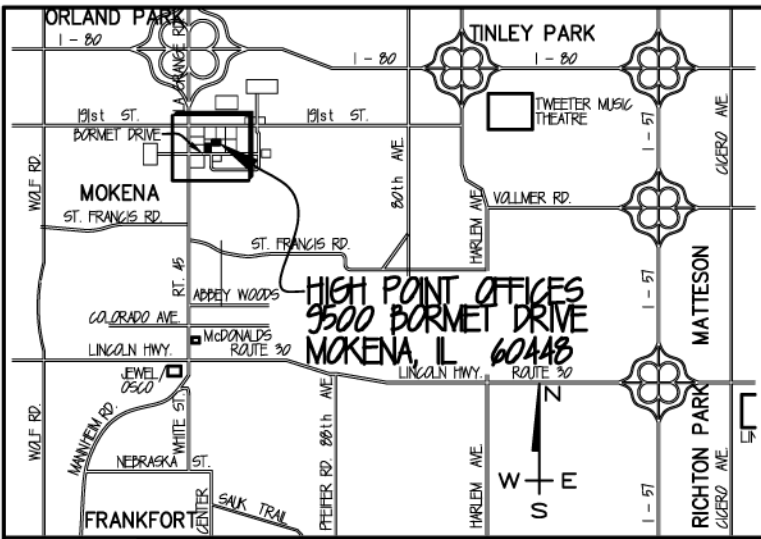 ORLAND PARK
I - 80
LA GRANGE RD.
I - 80
TINLEY PARK
I - 80
191st ST.
191st ST.
TWEETER MUSIC
THEATRE
BORMET DRIVE
WOLF RD.
MOKENA
80th AVE.
HARLEM AVE.
VOLLMER RD.
I - 57
CICERO AVE.
ST. FRANCIS RD.
ST. FRANCIS RD.
RT. 45
ABBEY WOODS
HIGH POINT OFFICES
9500 BORMET DRIVE
MOKENA, IL 60448
I - 57
MATTESON
COLORADO AVE.
McDONALDS
LINCOLN HWY.
ROUTE 30
LINCOLN HWY.
ROUTE 30
JEWEL/
OSCO
WOLF RD.
MANNHEIM RD.
WHITE ST.
PFEIFER RD. 88th AVE.
HARLEM AVE.
N
W
E
S
I - 57
RICHTON PARK
CICERO AVE.
NEBRASKA ST.
FRANKFORT
CENTER
SAUK TRAIL